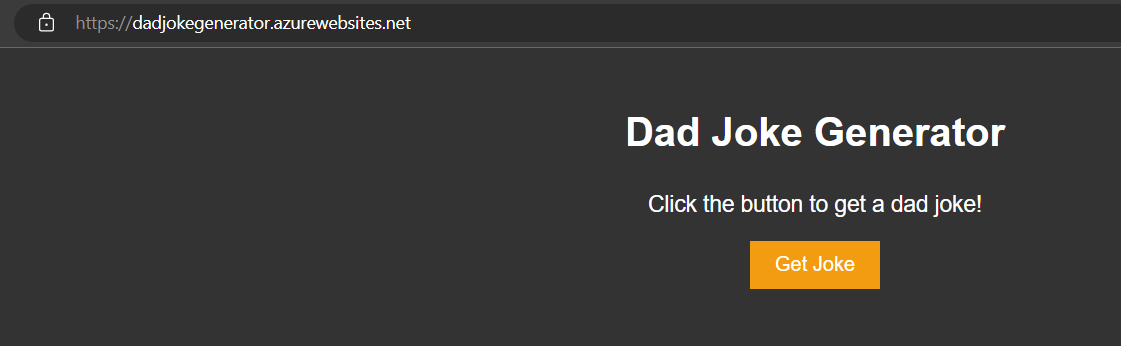 https://dadjokegenerator.azurewebsites.net
Dad Joke Generator
Click the button to get a dad joke!
Get Joke